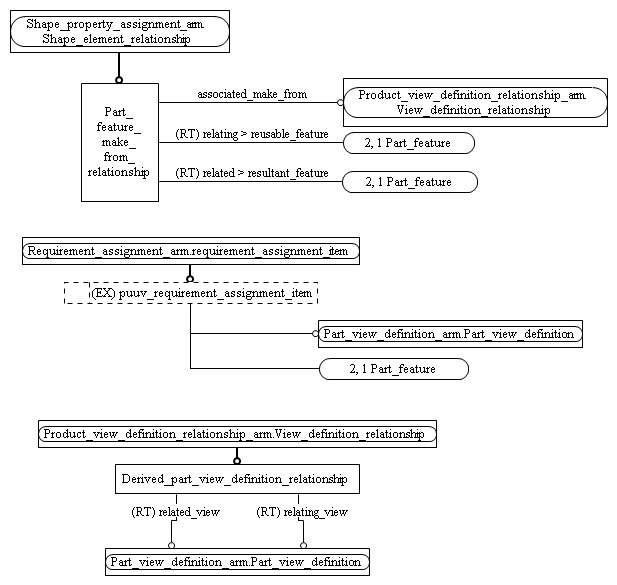 Shape_property_assignment_arm.
Shape_element_relationship
associated_make_from
Product_view_definition_relationship_arm.
View_definition_relationship
Part_
feature_
make_
from_
relationship
(RT) relating > reusable_feature
2, 1 Part_feature
(RT) related > resultant_feature
2, 1 Part_feature
Requirement_assignment_arm.requirement_assignment_item
(EX) puuv_requirement_assignment_item
Part_view_definition_arm.Part_view_definition
2, 1 Part_feature
Product_view_definition_relationship_arm.View_definition_relationship
Derived_part_view_definition_relationship
(RT) related_view
(RT) relating_view
Part_view_definition_arm.Part_view_definition